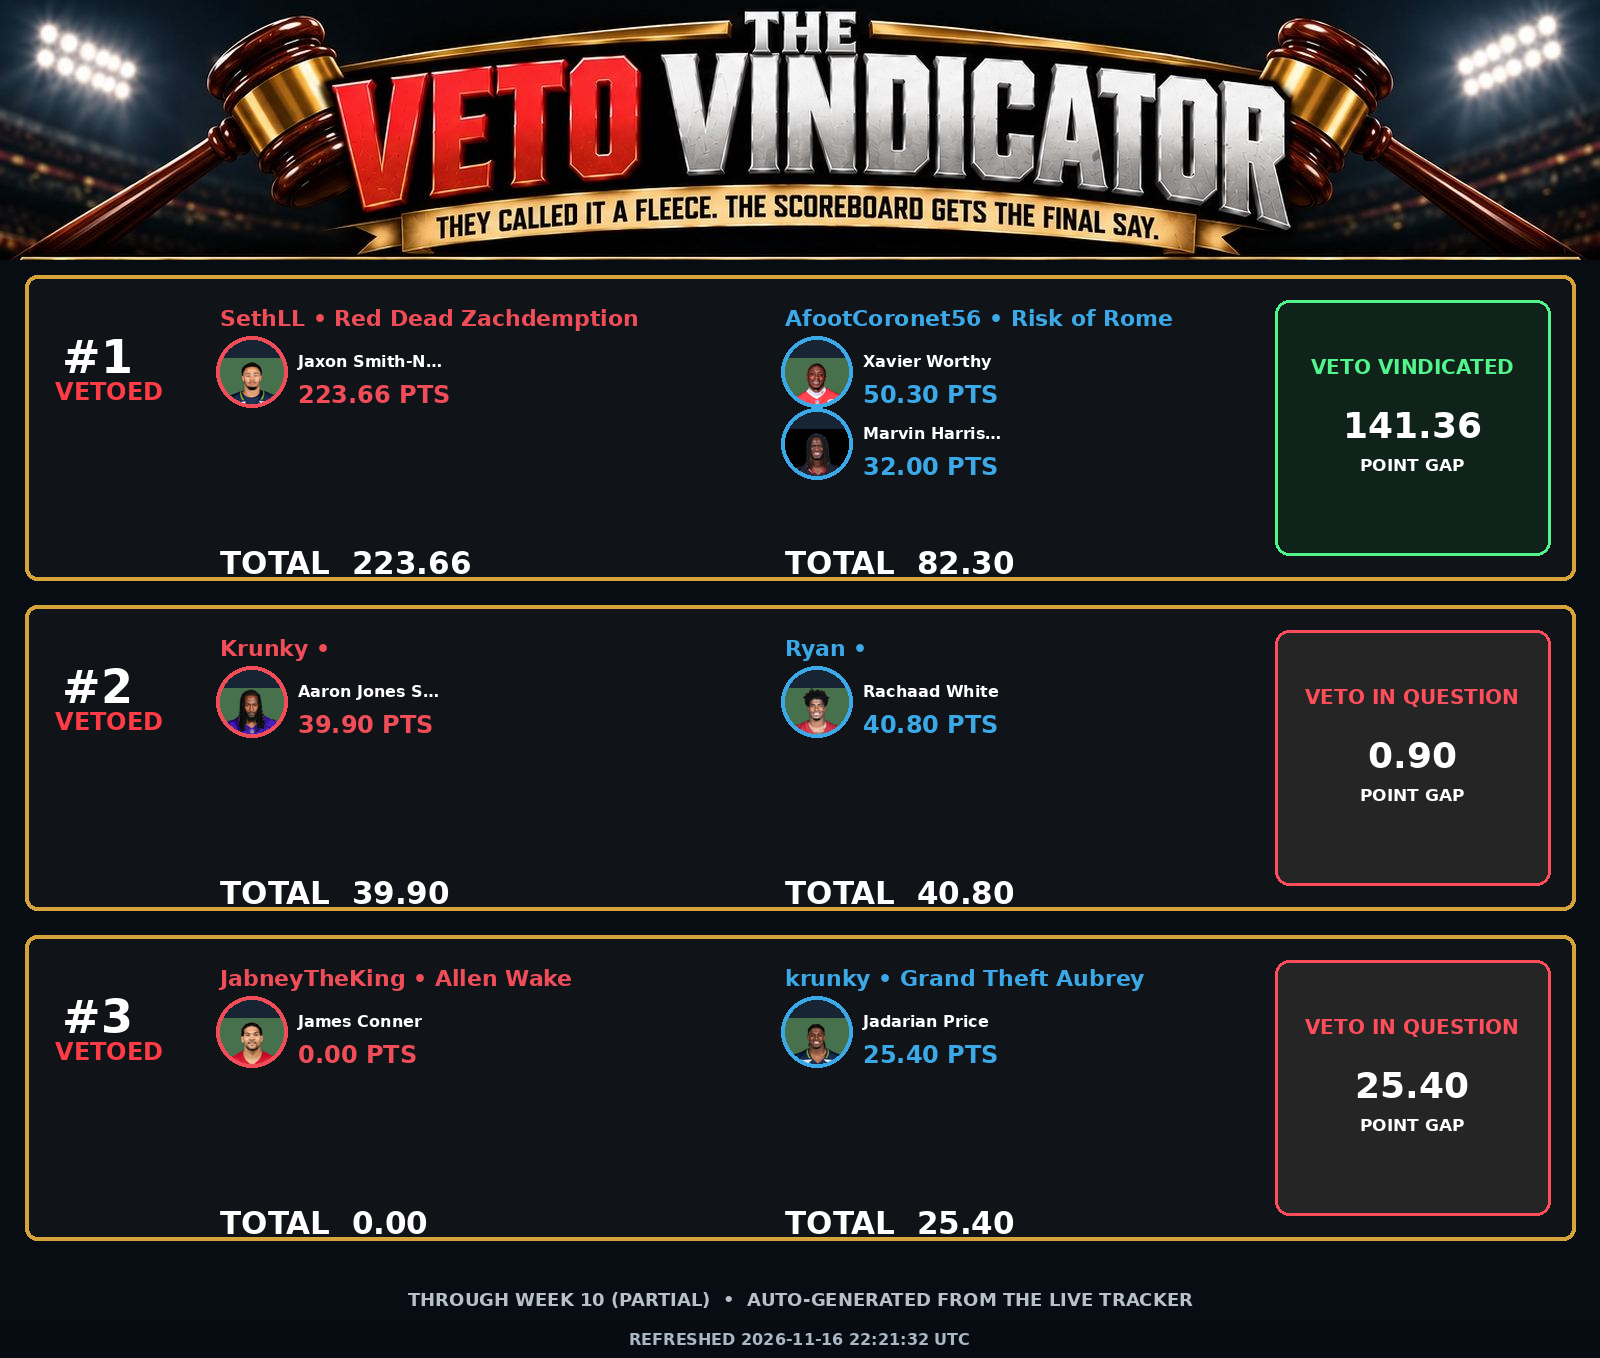 THE
VETO VINDICATOR
THEY CALLED IT A FLEECE. THE SCOREBOARD GETS THE FINAL SAY.
#1
VETOED
SethLL • Red Dead Zachdemption
Jaxon Smith-N...
223.66 PTS
TOTAL 223.66
AfootCoronet56 • Risk of Rome
Xavier Worthy
50.30 PTS
Marvin Harris...
32.00 PTS
TOTAL 82.30
VETO VINDICATED
141.36
POINT GAP
#2
VETOED
Krunky •
Aaron Jones S...
39.90 PTS
TOTAL 39.90
Ryan •
Rachaad White
40.80 PTS
TOTAL 40.80
VETO IN QUESTION
0.90
POINT GAP
#3
VETOED
JabneyTheKing • Allen Wake
James Conner
0.00 PTS
TOTAL 0.00
krunky • Grand Theft Aubrey
Jadarian Price
25.40 PTS
TOTAL 25.40
VETO IN QUESTION
25.40
POINT GAP
THROUGH WEEK 10 (PARTIAL) • AUTO-GENERATED FROM THE LIVE TRACKER
REFRESHED 2026-11-16 22:21:32 UTC